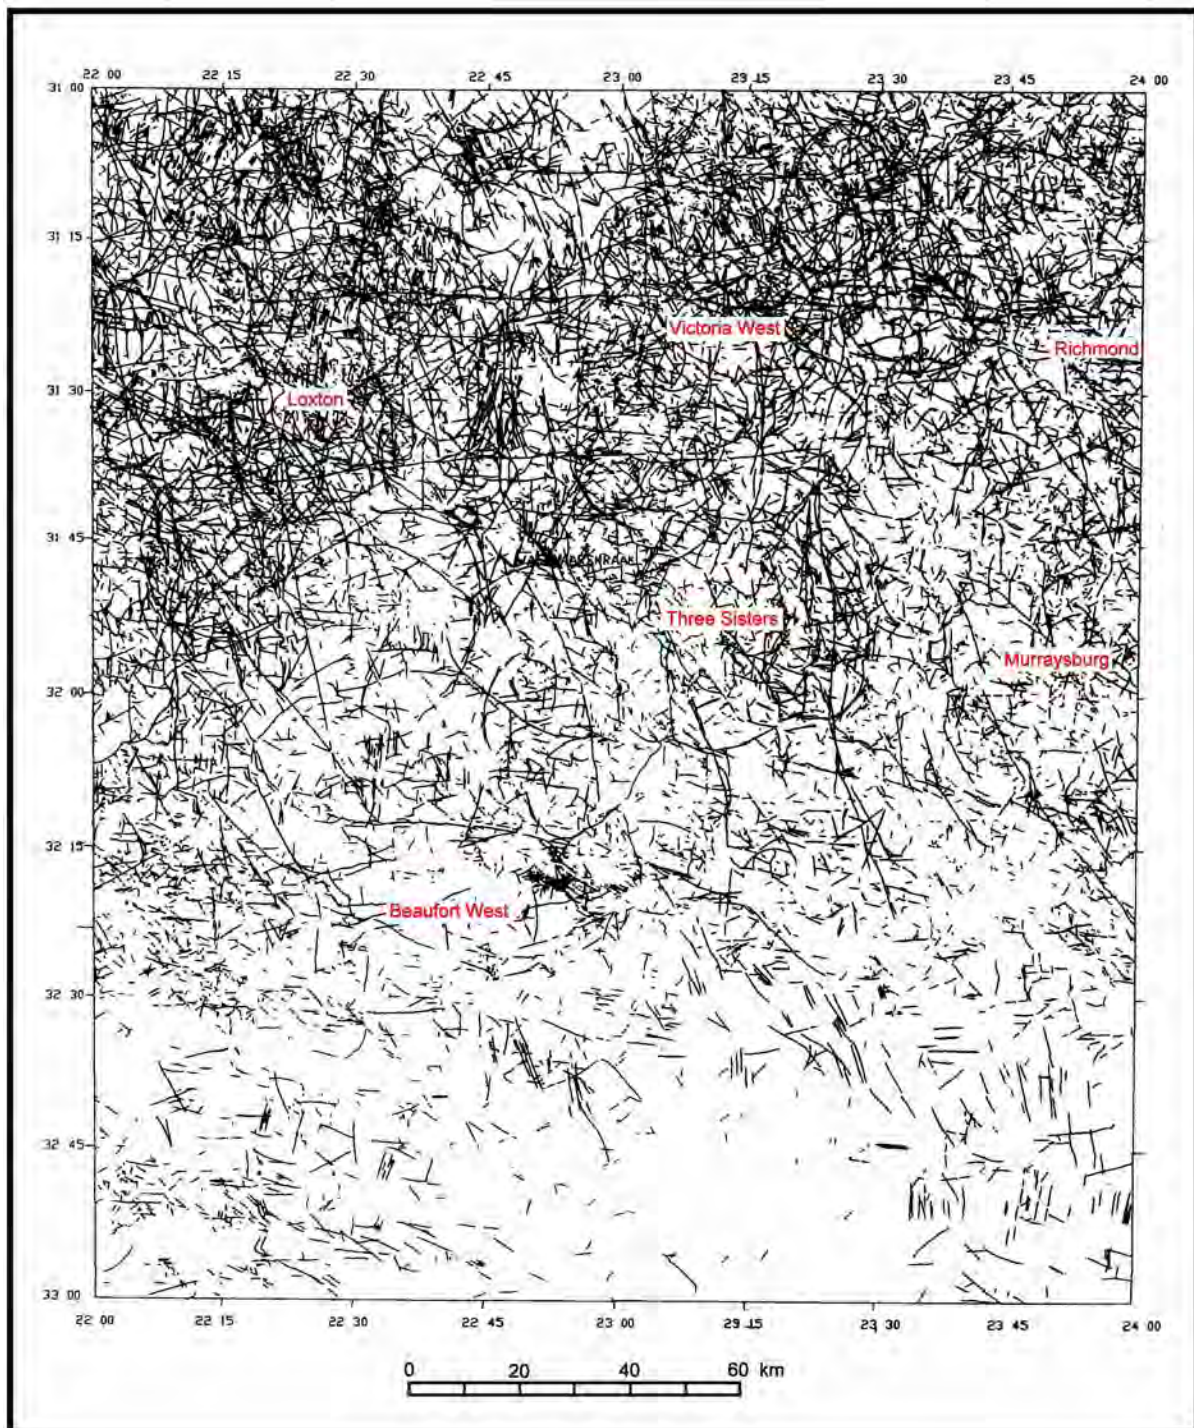 22 00 22 15 22 30 22 45 23 00 29 15 23 30 23 45 24 00
31 00
31 15
Victoria West
Richmond
31 30
Loxton
31 45
Three Sisters
Murraysburg
32 00
32 15
Beaufort West
32 30
32 45
33 00
22 00 22 15 22 30 22 45 23 00 29 15 23 30 23 45 24 00
0 20 40 60 km